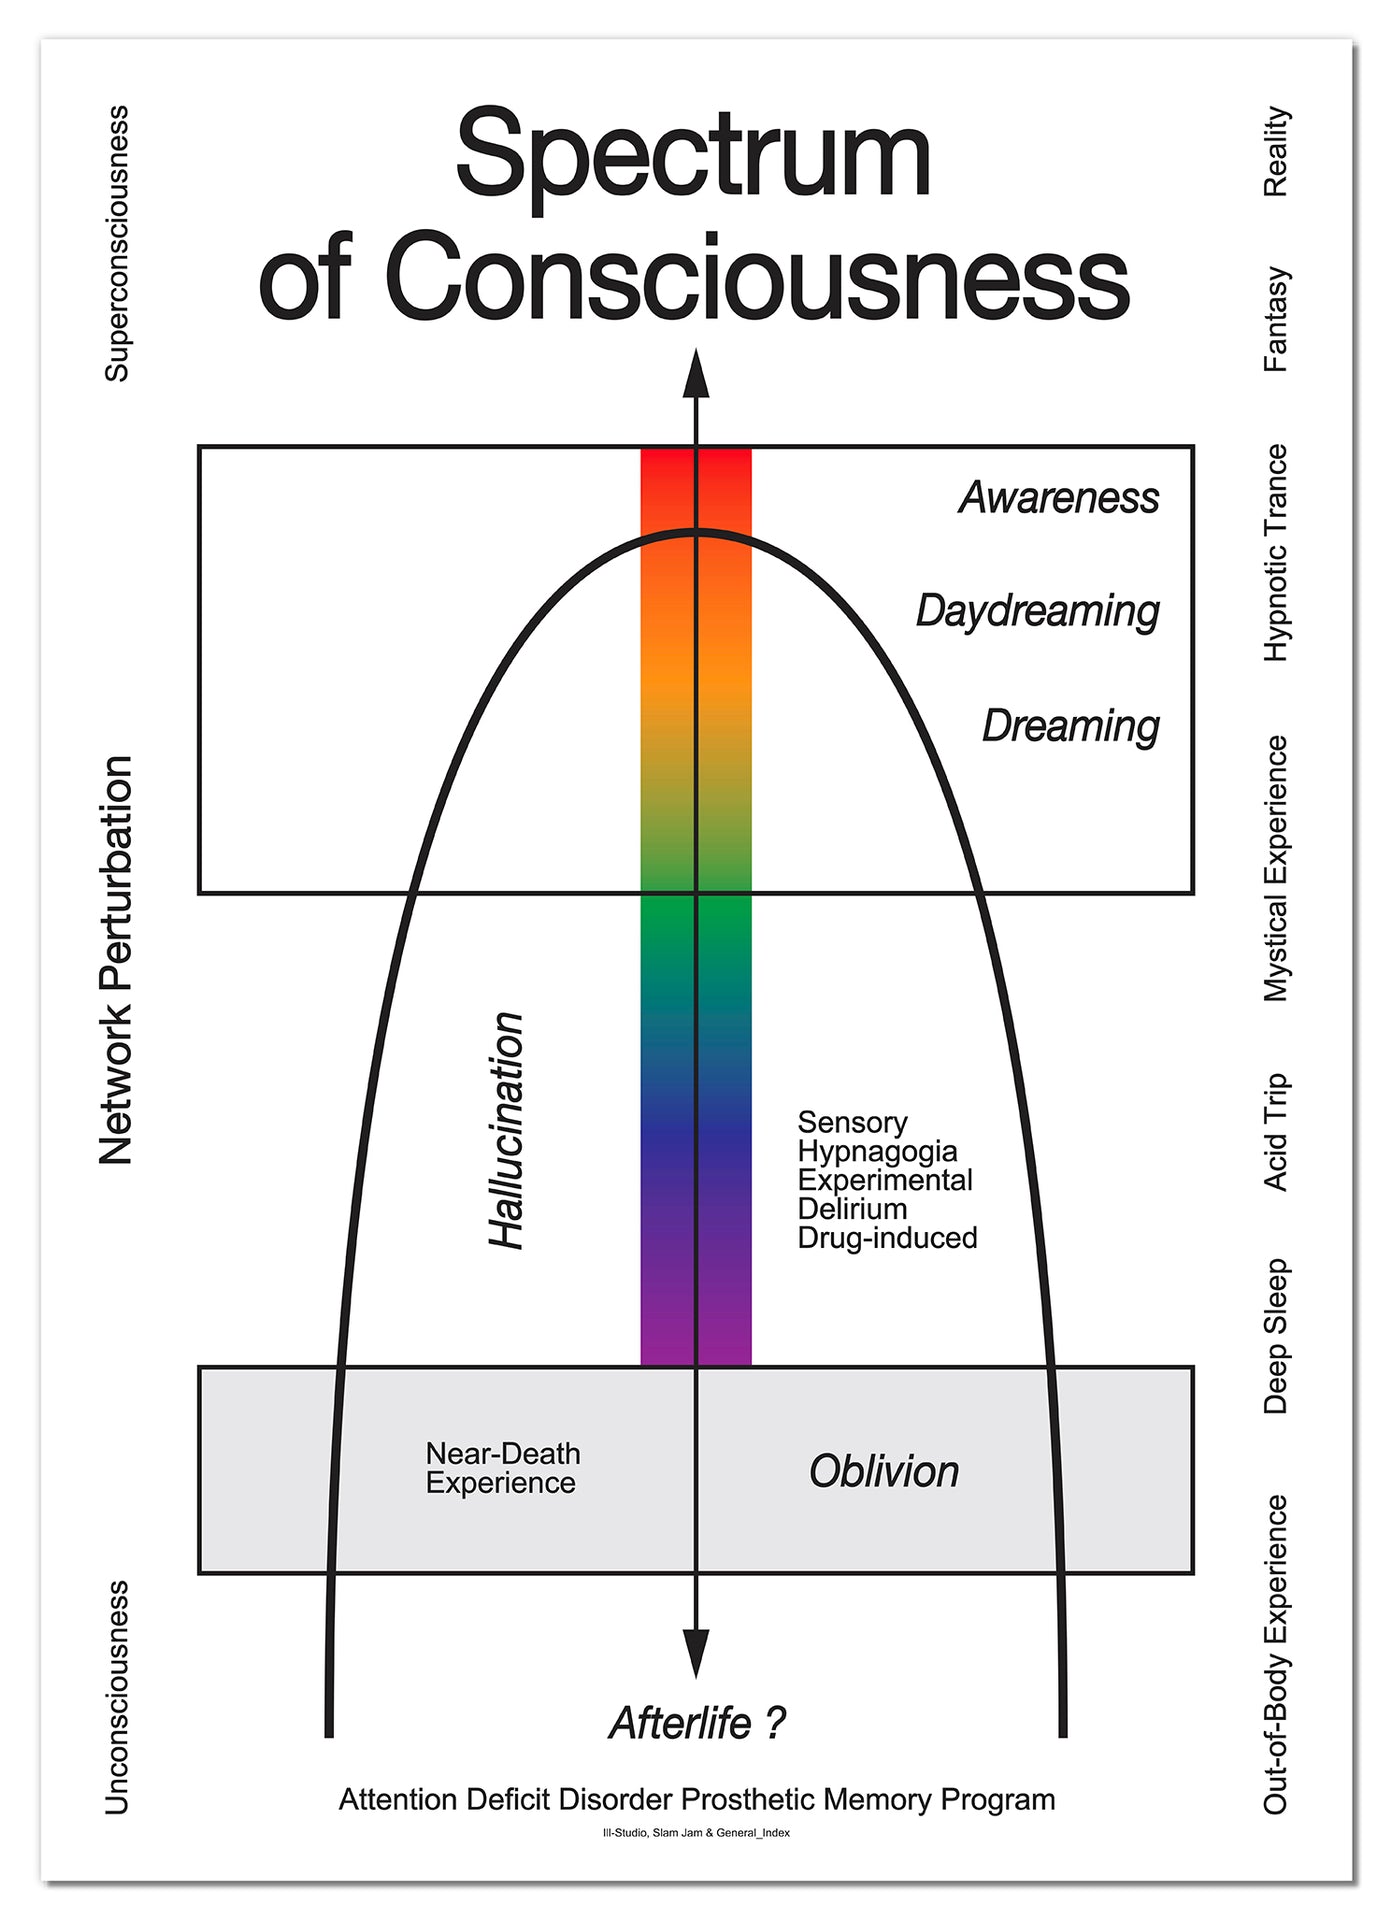 Spectrum
of Consciousness
Superconsciousness
Network Perturbation
Unconsciousness
Awareness
Daydreaming
Dreaming
Hallucination
Sensory
Hypnagogia
Experimental
Delirium
Drug-induced
Near-Death
Experience
Oblivion
Afterlife ?
Reality
Fantasy
Hypnotic Trance
Mystical Experience
Acid Trip
Deep Sleep
Out-of-Body Experience
Attention Deficit Disorder Prosthetic Memory Program
Ill-Studio, Slam Jam & General_Index